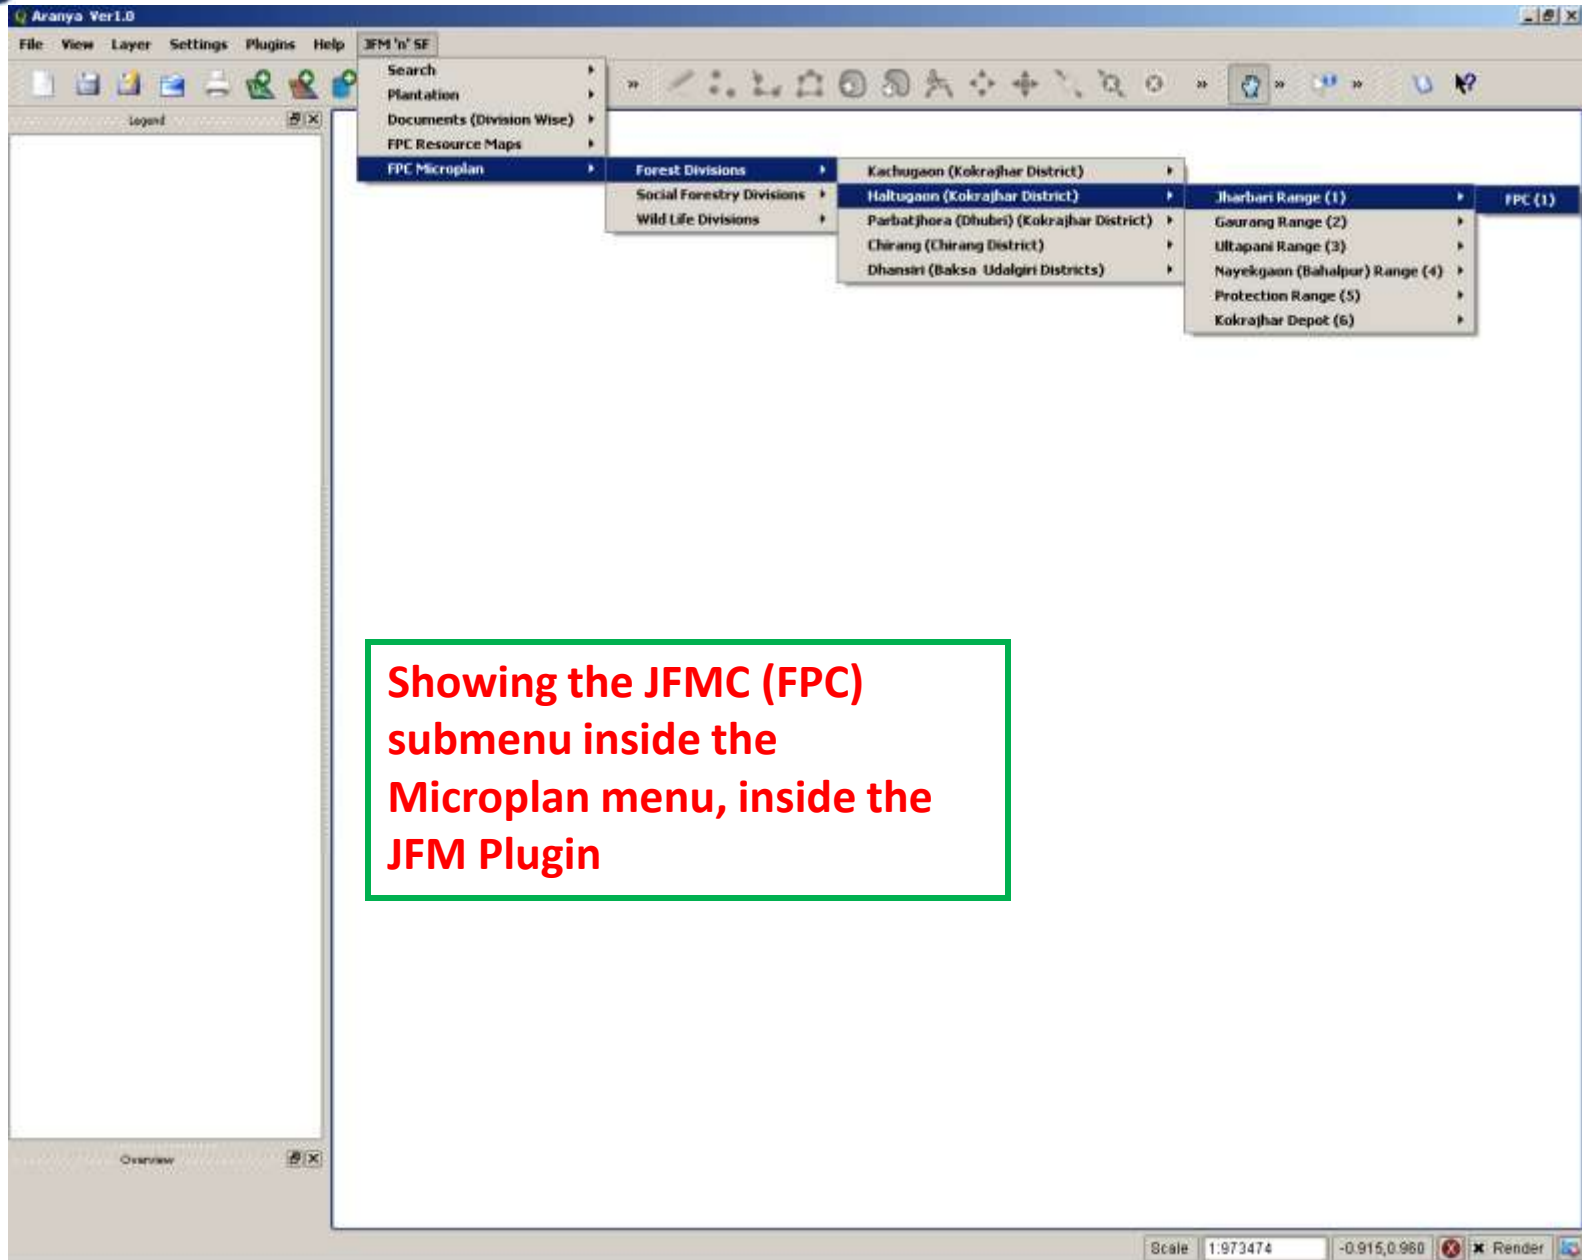 Aranya Ver1.0
File View Layer Settings Plugins Help JFM 'n' SF
Search
Plantation
Documents (Division Wise)
FPC Resource Maps
FPC Microplan
Forest Divisions
Social Forestry Divisions
Wild Life Divisions
Kachugaon (Kokrajhar District)
Haltugaon (Kokrajhar District)
Parbatjhora (Dhubri) (Kokrajhar District)
Chirang (Chirang District)
Dhansiri (Baksa Udalgiri Districts)
Jharbari Range (1)
Gaurang Range (2)
Ultapani Range (3)
Nayekgaon (Bahalpur) Range (4)
Protection Range (5)
Kokrajhar Depot (6)
FPC (1)
Legend
Showing the JFMC (FPC)
submenu inside the
Microplan menu, inside the
JFM Plugin
Overview
Scale 1:973474 -0.915,0.960 Render